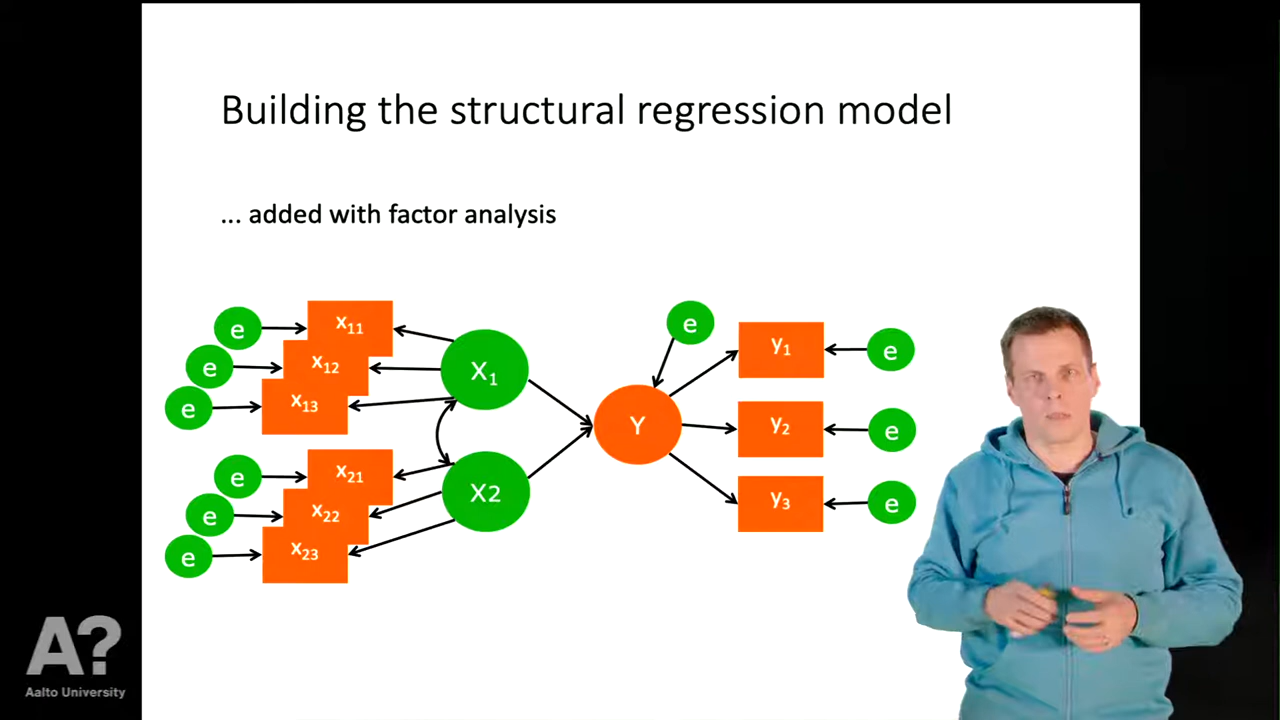 Building the structural regression model
... added with factor analysis
e x₁₁
e x₁₂
e x₁₃
X₁
e x₂₁
e x₂₂
e x₂₃
X2
e
Y
y₁ e
y₂ e
y₃ e
A?
Aalto University